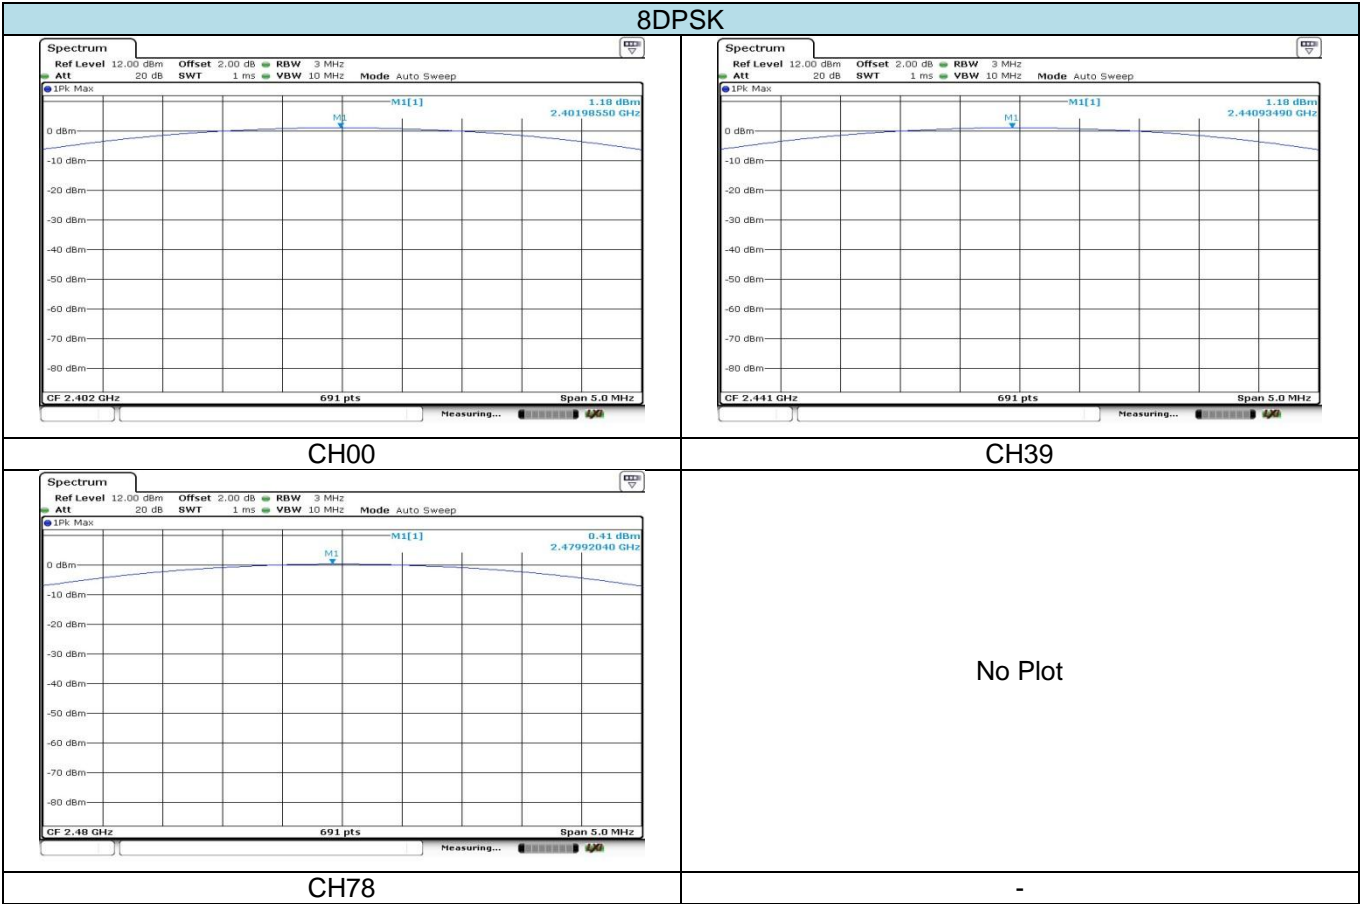 8DPSK
Spectrum
Ref Level 12.00 dBm Offset 2.00 dB RBW 3 MHz
Att 20 dB SWT 1 ms VBW 10 MHz Mode Auto Sweep
1Pk Max
M1[1] 1.18 dBm
2.40198550 GHz
M1
0 dBm
-10 dBm
-20 dBm
-30 dBm
-40 dBm
-50 dBm
-60 dBm
-70 dBm
-80 dBm
CF 2.402 GHz 691 pts Span 5.0 MHz
Measuring...
CH00
Spectrum
Ref Level 12.00 dBm Offset 2.00 dB RBW 3 MHz
Att 20 dB SWT 1 ms VBW 10 MHz Mode Auto Sweep
1Pk Max
M1[1] 1.18 dBm
2.44093490 GHz
M1
0 dBm
-10 dBm
-20 dBm
-30 dBm
-40 dBm
-50 dBm
-60 dBm
-70 dBm
-80 dBm
CF 2.441 GHz 691 pts Span 5.0 MHz
Measuring...
CH39
Spectrum
Ref Level 12.00 dBm Offset 2.00 dB RBW 3 MHz
Att 20 dB SWT 1 ms VBW 10 MHz Mode Auto Sweep
1Pk Max
M1[1] 0.41 dBm
2.47992040 GHz
M1
0 dBm
-10 dBm
-20 dBm
-30 dBm
-40 dBm
-50 dBm
-60 dBm
-70 dBm
-80 dBm
CF 2.48 GHz 691 pts Span 5.0 MHz
Measuring...
CH78
No Plot
-